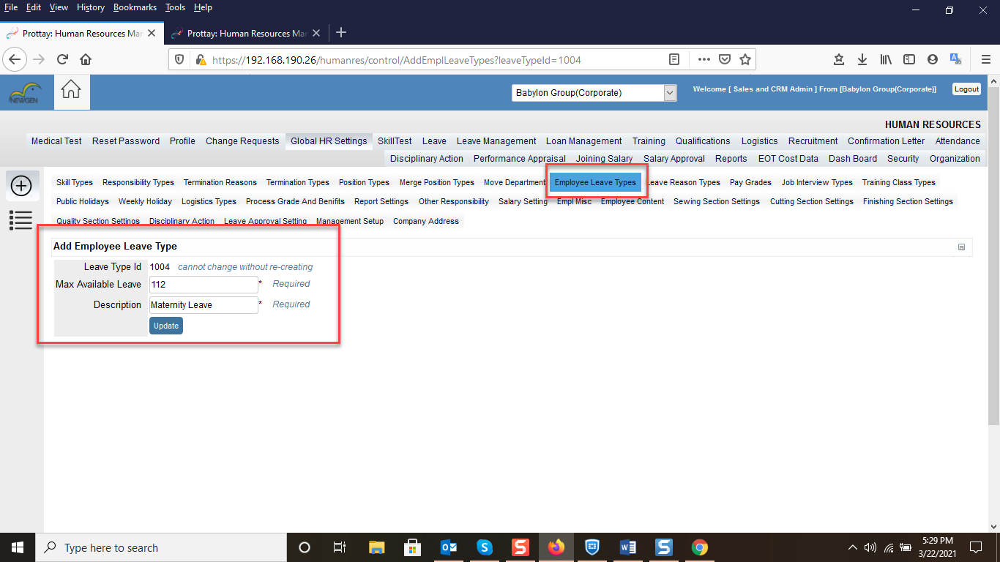 File Edit View History Bookmarks Tools Help
Prottay: Human Resources Mar Prottay: Human Resources Mar
https://192.168.190.26/humanres/control/AddEmplLeaveTypes?leaveTypeId=1004
NEWGEN Babylon Group(Corporate) Welcome [ Sales and CRM Admin ] From [Babylon Group(Corporate)] Logout
HUMAN RESOURCES
Medical Test Reset Password Profile Change Requests Global HR Settings SkillTest Leave Leave Management Loan Management Training Qualifications Logistics Recruitment Confirmation Letter Attendance
Disciplinary Action Performance Appraisal Joining Salary Salary Approval Reports EOT Cost Data Dash Board Security Organization
Skill Types Responsibility Types Termination Reasons Termination Types Position Types Merge Position Types Move Department Employee Leave Types Leave Reason Types Pay Grades Job Interview Types Training Class Types
Public Holidays Weekly Holiday Logistics Types Process Grade And Benifits Report Settings Other Responsibility Salary Setting Empl Misc Employee Content Sewing Section Settings Cutting Section Settings Finishing Section Settings
Quality Section Settings Disciplinary Action Leave Approval Setting Management Setup Company Address
Add Employee Leave Type
Leave Type Id 1004 cannot change without re-creating
Max Available Leave 112 * Required
Description Maternity Leave * Required
Update
Type here to search
5:29 PM
3/22/2021